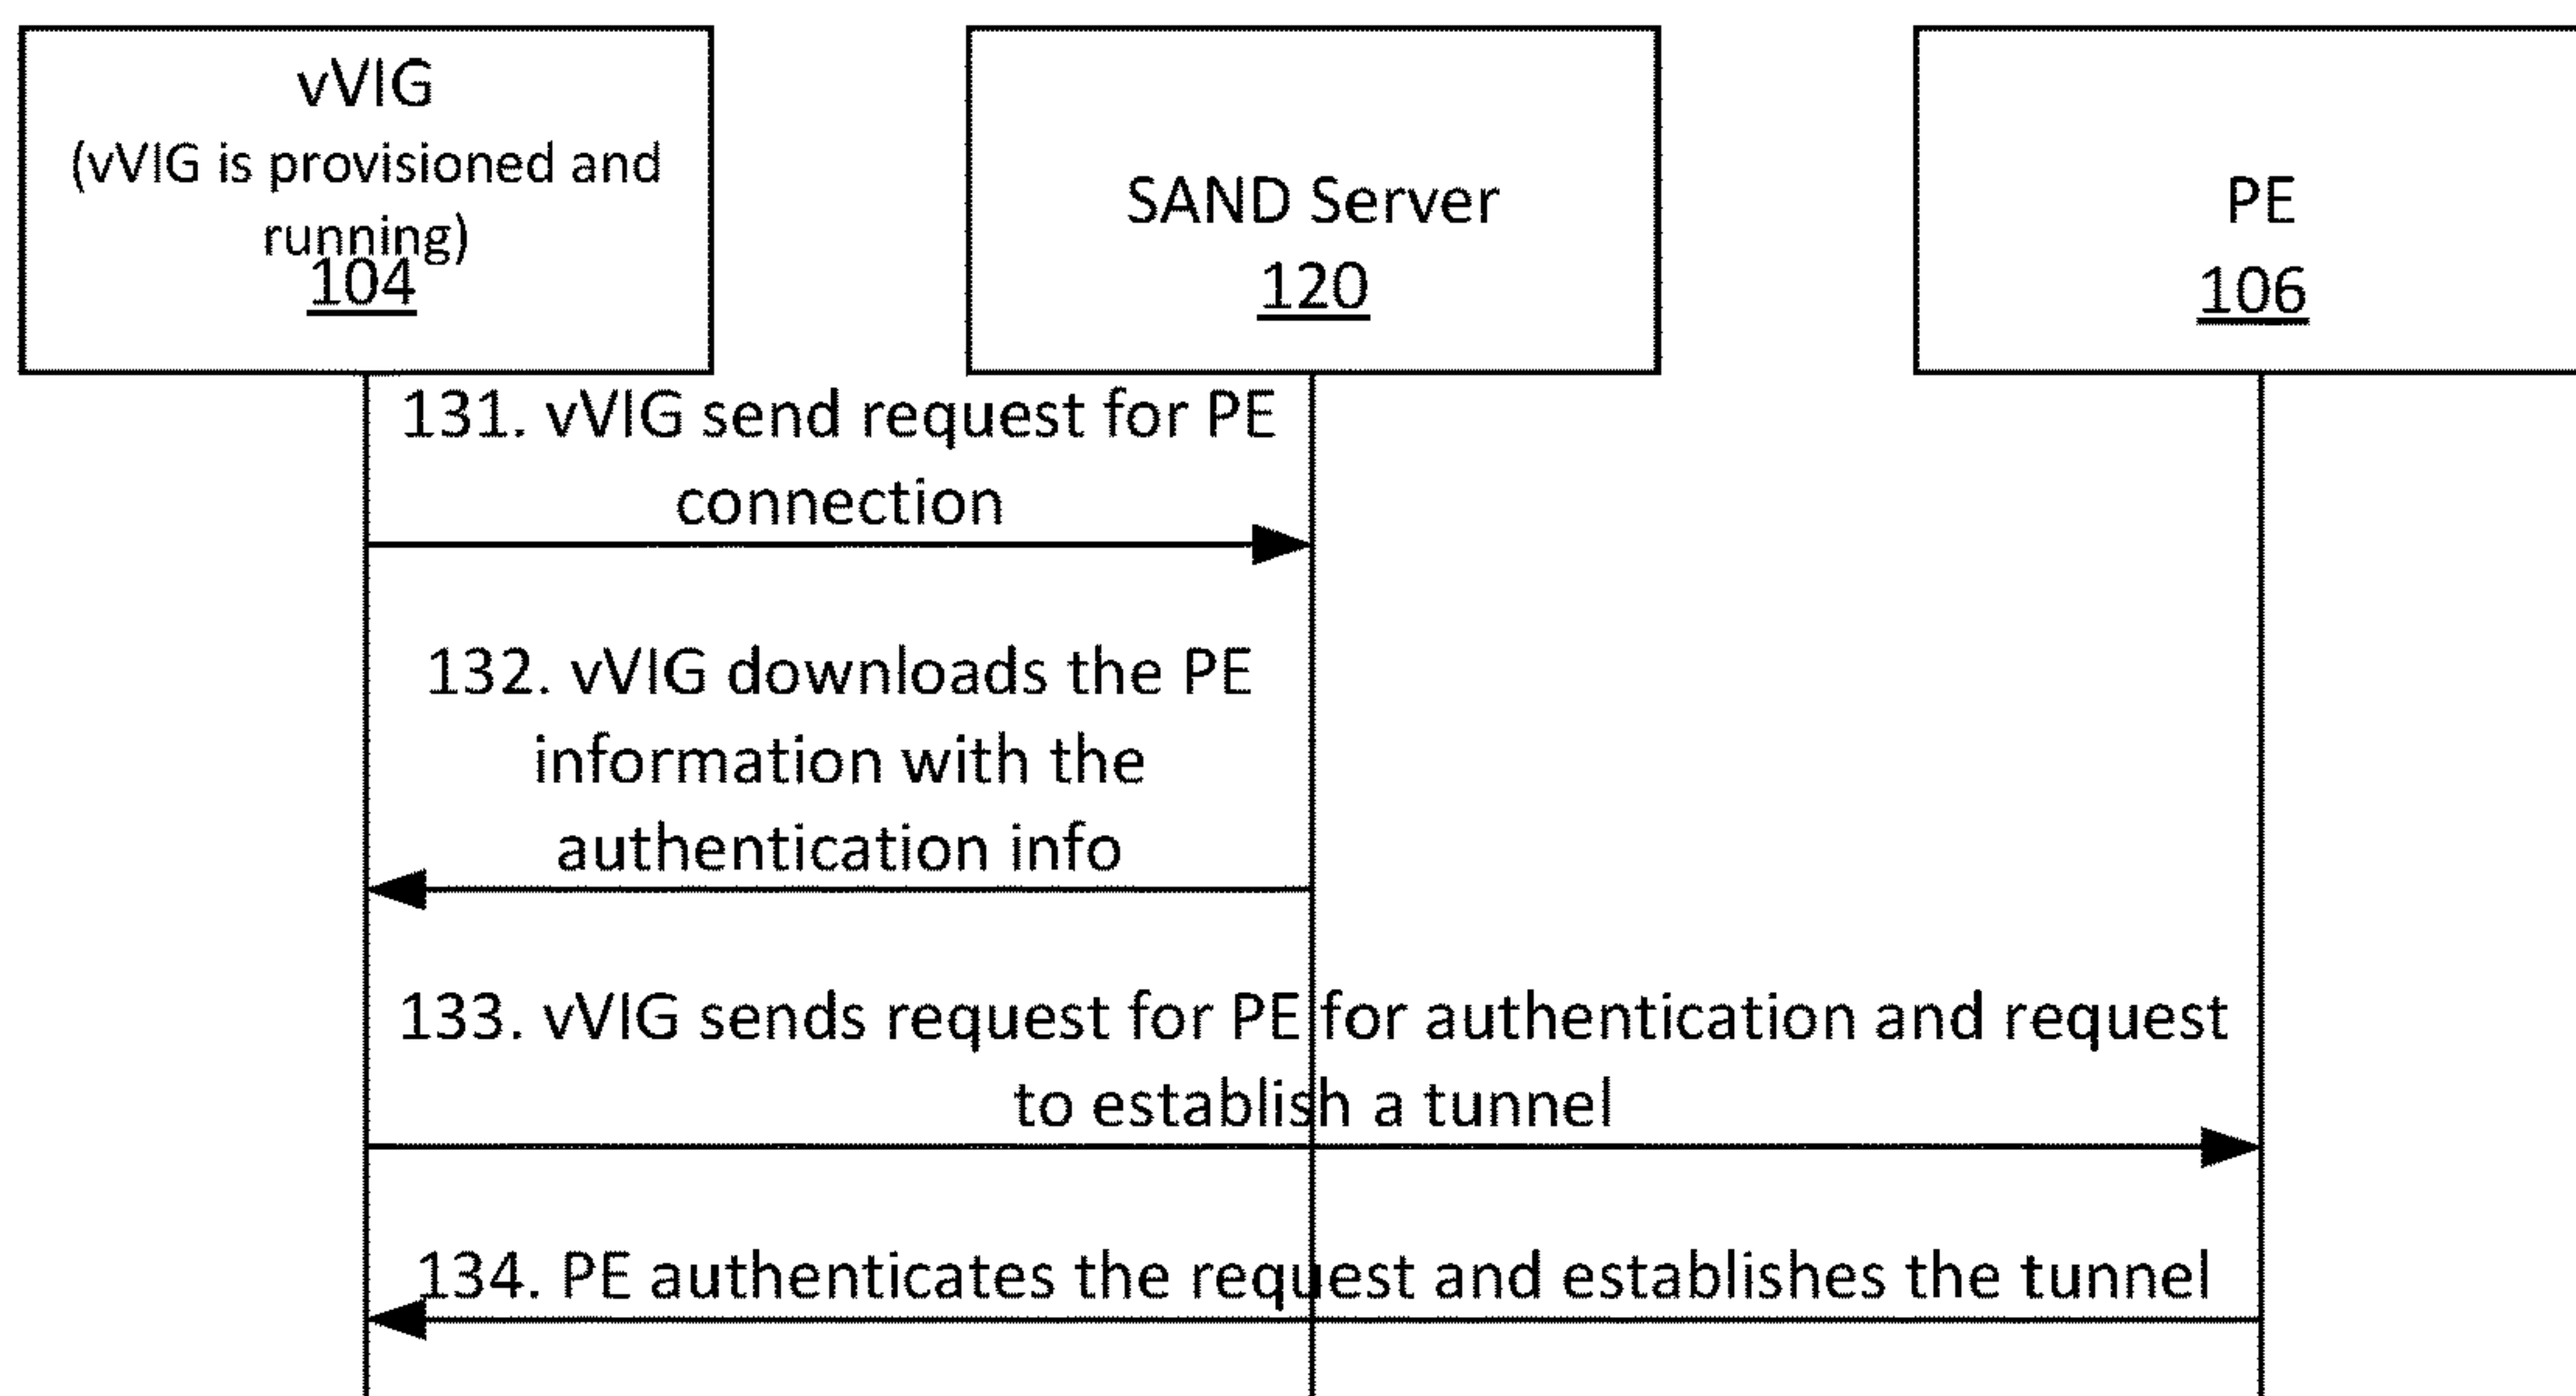 vVIG
(vVIG is provisioned and
running)
104
SAND Server
120
PE
106
131. vVIG send request for PE
connection
132. vVIG downloads the PE
information with the
authentication info
133. vVIG sends request for PE for authentication and request
to establish a tunnel
134. PE authenticates the request and establishes the tunnel